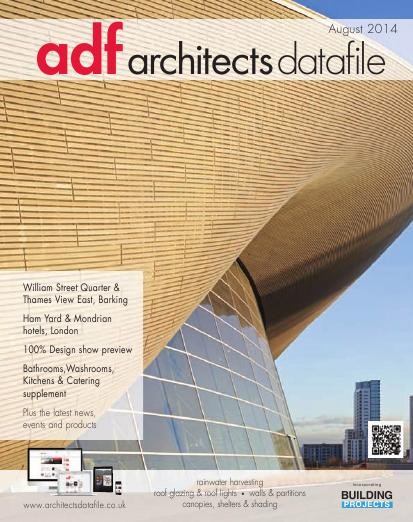 August 2014
adf architects datafile
William Street Quarter &
Thames View East, Barking
Ham Yard & Mondrian
hotels, London
100% Design show preview
Bathrooms,Washrooms,
Kitchens & Catering
supplement
Plus the latest news,
events and products
www.architectsdatafile.co.uk
rainwater harvesting
roof glazing & roof lights • walls & partitions
canopies, shelters & shading
incorporating
BUILDING
PROJECTS